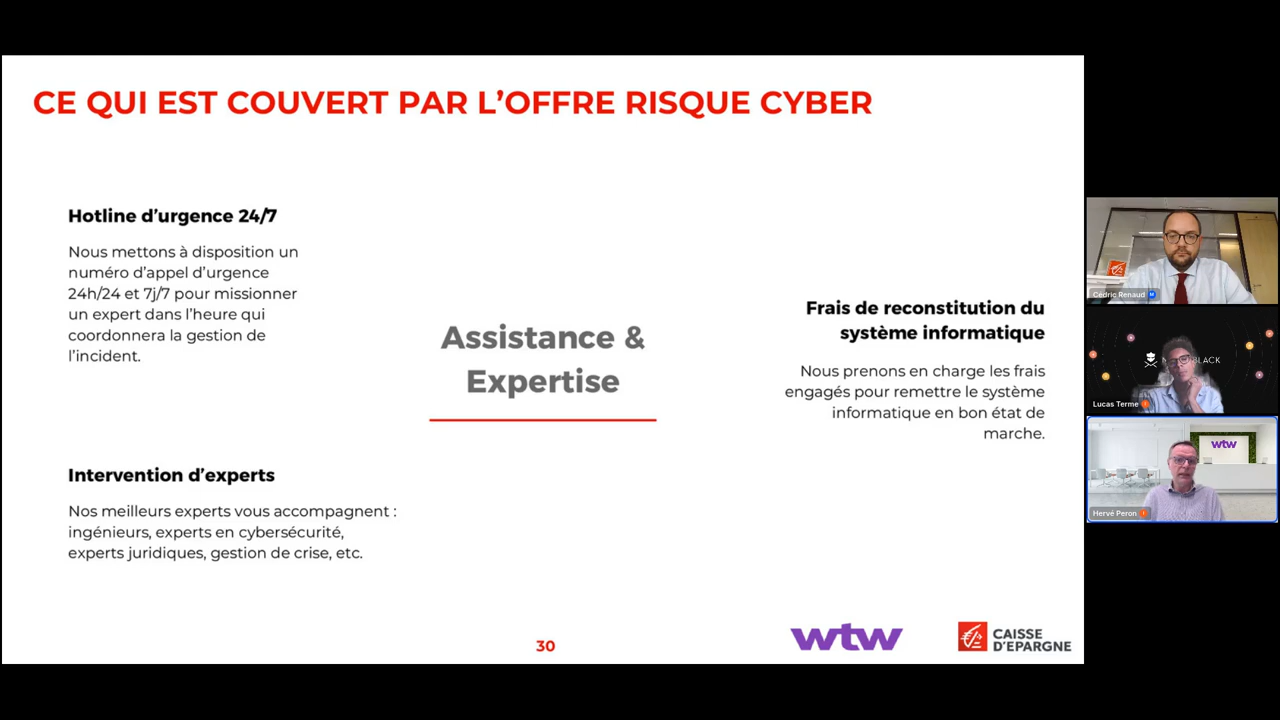 CE QUI EST COUVERT PAR L’OFFRE RISQUE CYBER
Hotline d’urgence 24/7
Nous mettons à disposition un
numéro d’appel d’urgence
24h/24 et 7j/7 pour missionner
un expert dans l’heure qui
coordonnera la gestion de
l’incident.
Intervention d’experts
Nos meilleurs experts vous accompagnent :
ingénieurs, experts en cybersécurité,
experts juridiques, gestion de crise, etc.
Assistance &
Expertise
Frais de reconstitution du
système informatique
Nous prenons en charge les frais
engagés pour remettre le système
informatique en bon état de
marche.
30
wtw
CAISSE
D’EPARGNE
Cédric Renaud
Lucas Terme
wtw
Hervé Peron